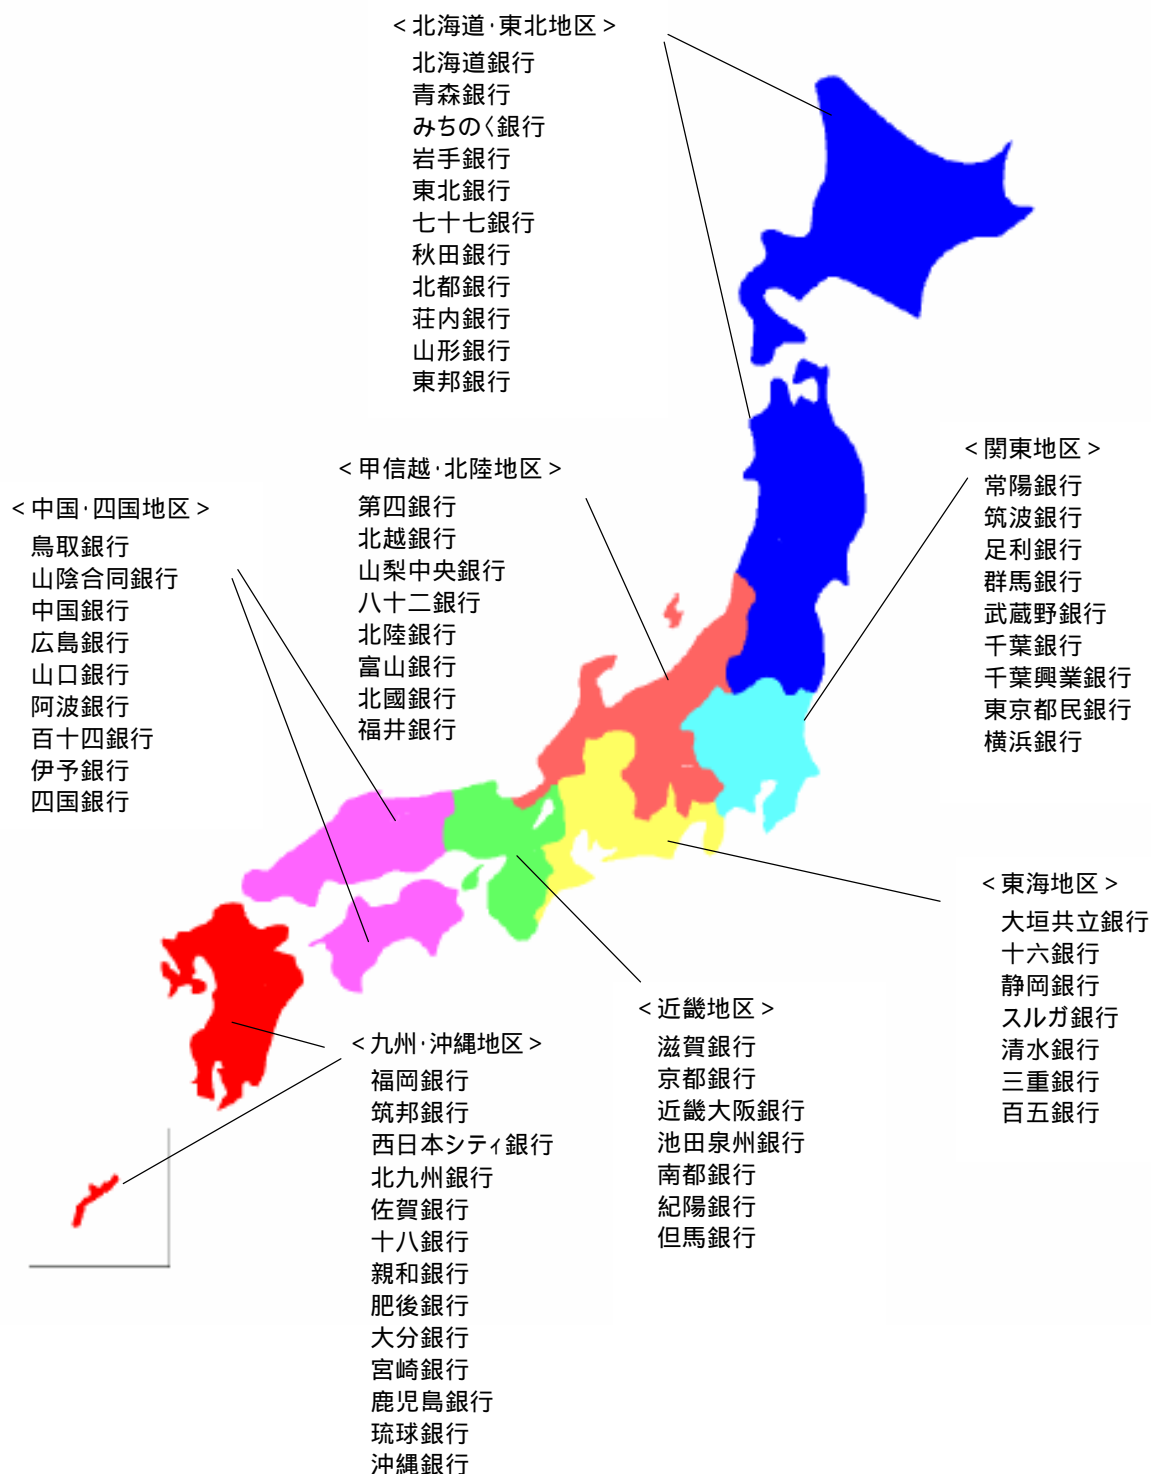 <北海道·東北地区>
北海道銀行
青森銀行
みちのく銀行
岩手銀行
東北銀行
七十七銀行
秋田銀行
北都銀行
荘内銀行
山形銀行
東邦銀行
<関東地区>
常陽銀行
筑波銀行
足利銀行
群馬銀行
武蔵野銀行
千葉銀行
千葉興業銀行
東京都民銀行
横浜銀行
<甲信越·北陸地区>
第四銀行
北越銀行
山梨中央銀行
八十二銀行
北陸銀行
富山銀行
北國銀行
福井銀行
<中国·四国地区>
鳥取銀行
山陰合同銀行
中国銀行
広島銀行
山口銀行
阿波銀行
百十四銀行
伊予銀行
四国銀行
<東海地区>
大垣共立銀行
十六銀行
静岡銀行
スルガ銀行
清水銀行
三重銀行
百五銀行
<近畿地区>
滋賀銀行
京都銀行
近畿大阪銀行
池田泉州銀行
南都銀行
紀陽銀行
但馬銀行
<九州·沖縄地区>
福岡銀行
筑邦銀行
西日本シティ銀行
北九州銀行
佐賀銀行
十八銀行
親和銀行
肥後銀行
大分銀行
宮崎銀行
鹿児島銀行
琉球銀行
沖縄銀行